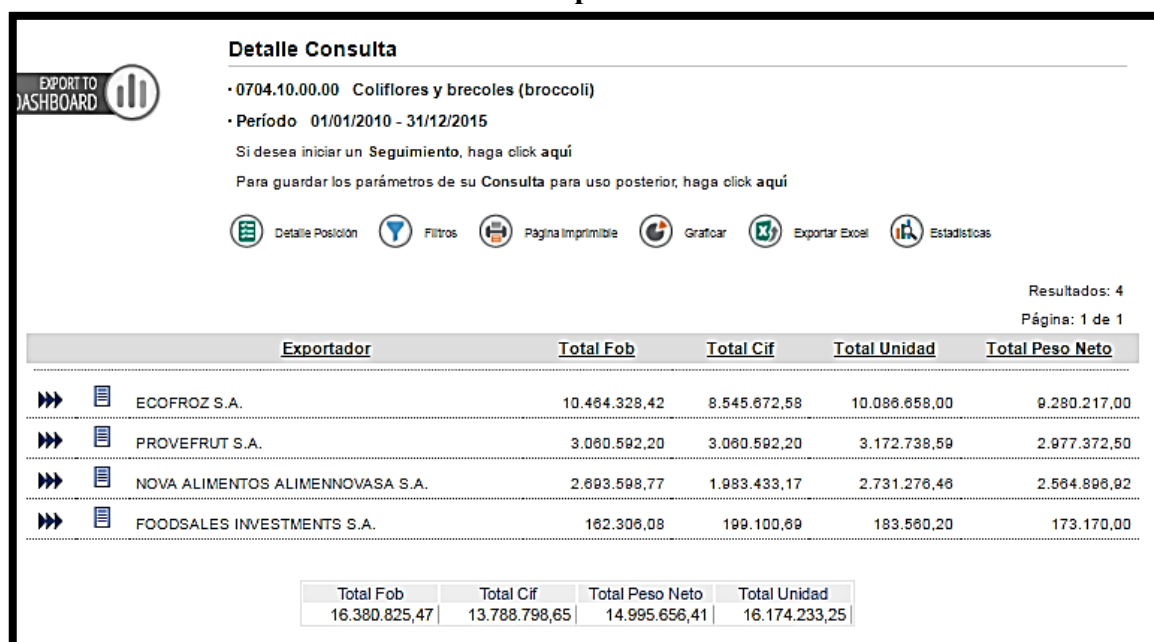 Detalle Consulta
EXPORT TO
DASHBOARD
· 0704.10.00.00 Coliflores y brecoles (broccoli)
· Período 01/01/2010 - 31/12/2015
Si desea iniciar un Seguimiento, haga click aquí
Para guardar los parámetros de su Consulta para uso posterior, haga click aquí
Detalle Posición Filtros Página Imprimible Graficar Exportar Excel Estadísticas
Resultados: 4
Página: 1 de 1
Exportador Total Fob Total Cif Total Unidad Total Peso Neto
ECOFROZ S.A. 10.464.328,42 8.545.672,58 10.086.658,00 9.280.217,00
PROVEFRUT S.A. 3.060.592,20 3.060.592,20 3.172.738,59 2.977.372,50
NOVA ALIMENTOS ALIMENNOVASA S.A. 2.693.598,77 1.983.433,17 2.731.276,46 2.564.896,92
FOODSALES INVESTMENTS S.A. 162.306,08 199.100,69 183.560,20 173.170,00
Total Fob Total Cif Total Peso Neto Total Unidad
16.380.825,47 13.788.798,65 14.995.656,41 16.174.233,25